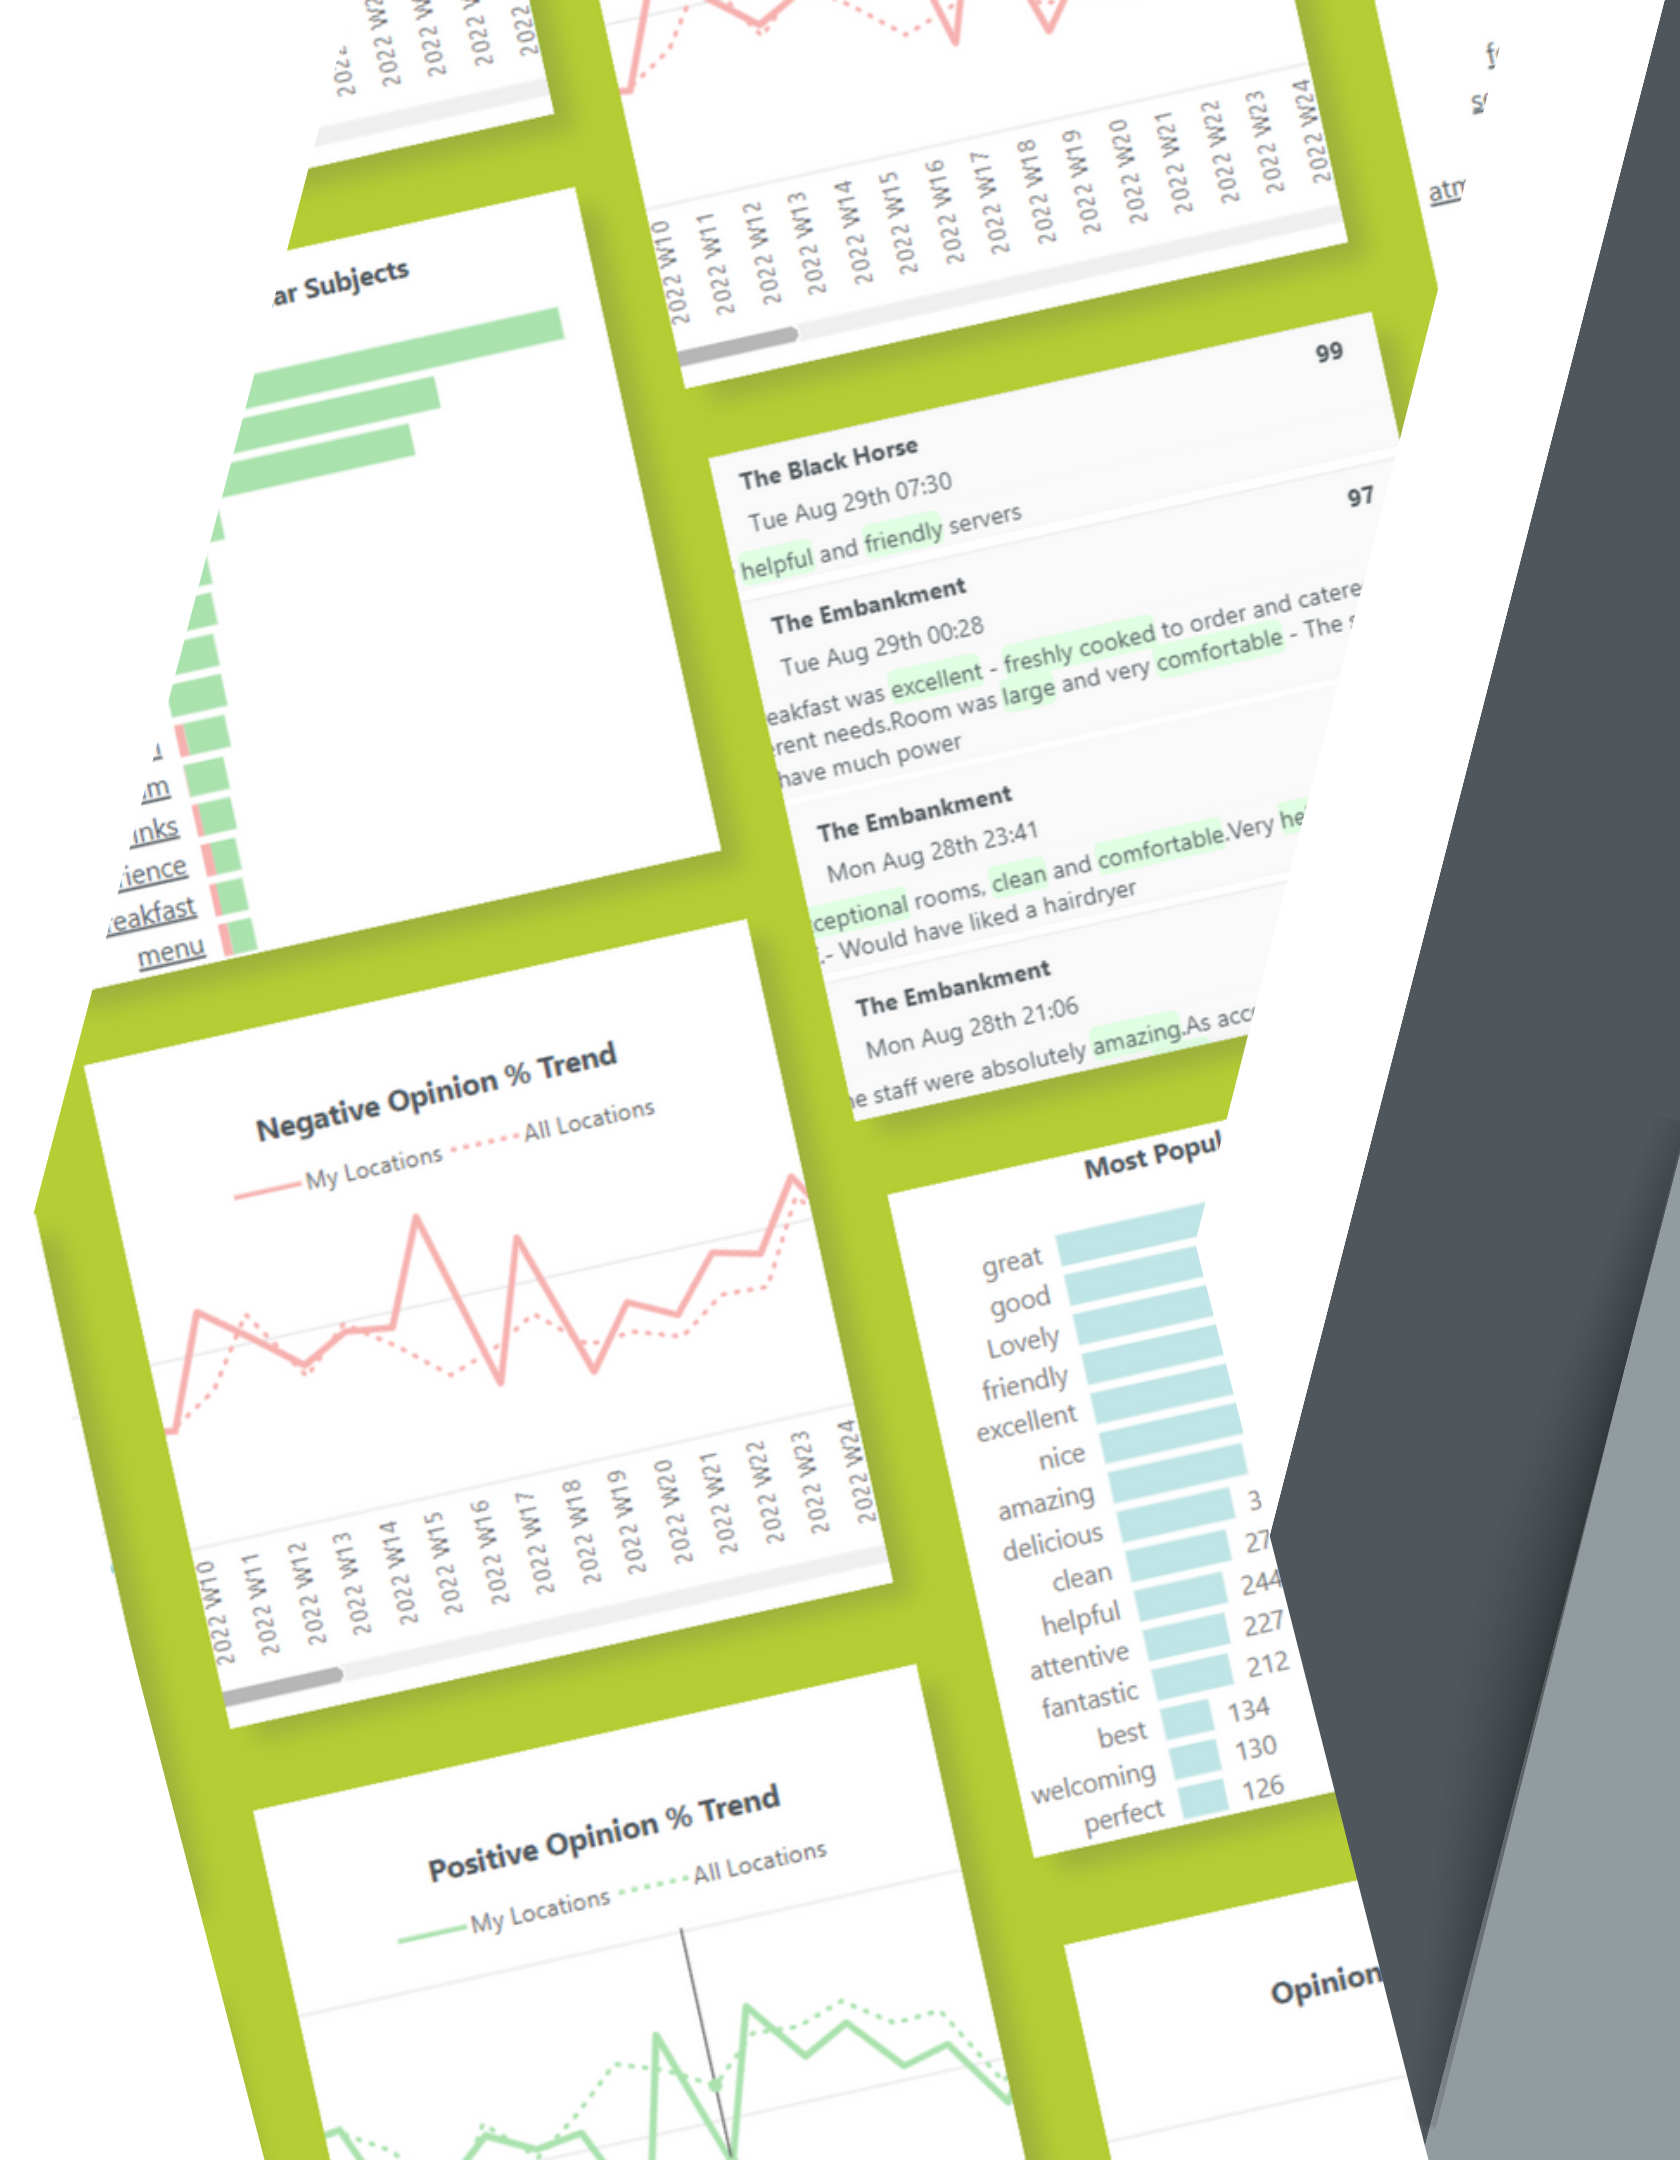 2022 W
2022 W
2022 W
2022
2022 W10
2022 W11
2022 W12
2022 W13
2022 W14
2022 W15
2022 W16
2022 W17
2022 W18
2022 W19
2022 W20
2022 W21
2022 W22
2022 W23
2022 W24
ar Subjects
inks
rience
reakfast
menu
99
The Black Horse
Tue Aug 29th 07:30
helpful and friendly servers
97
The Embankment
Tue Aug 29th 00:28
eakfast was excellent - freshly cooked to order and catere
erent needs.Room was large and very comfortable - The s
have much power
The Embankment
Mon Aug 28th 23:41
ceptional rooms, clean and comfortable.Very he
.- Would have liked a hairdryer
The Embankment
Mon Aug 28th 21:06
he staff were absolutely amazing.As acc
Negative Opinion % Trend
My Locations All Locations
2022 W10
2022 W11
2022 W12
2022 W13
2022 W14
2022 W15
2022 W16
2022 W17
2022 W18
2022 W19
2022 W20
2022 W21
2022 W22
2022 W23
2022 W24
Most Popul
great
good
Lovely
friendly
excellent
nice
amazing
delicious 3
clean 27
helpful 244
attentive 227
fantastic 212
best 134
welcoming 130
perfect 126
Positive Opinion % Trend
My Locations All Locations
Opinion